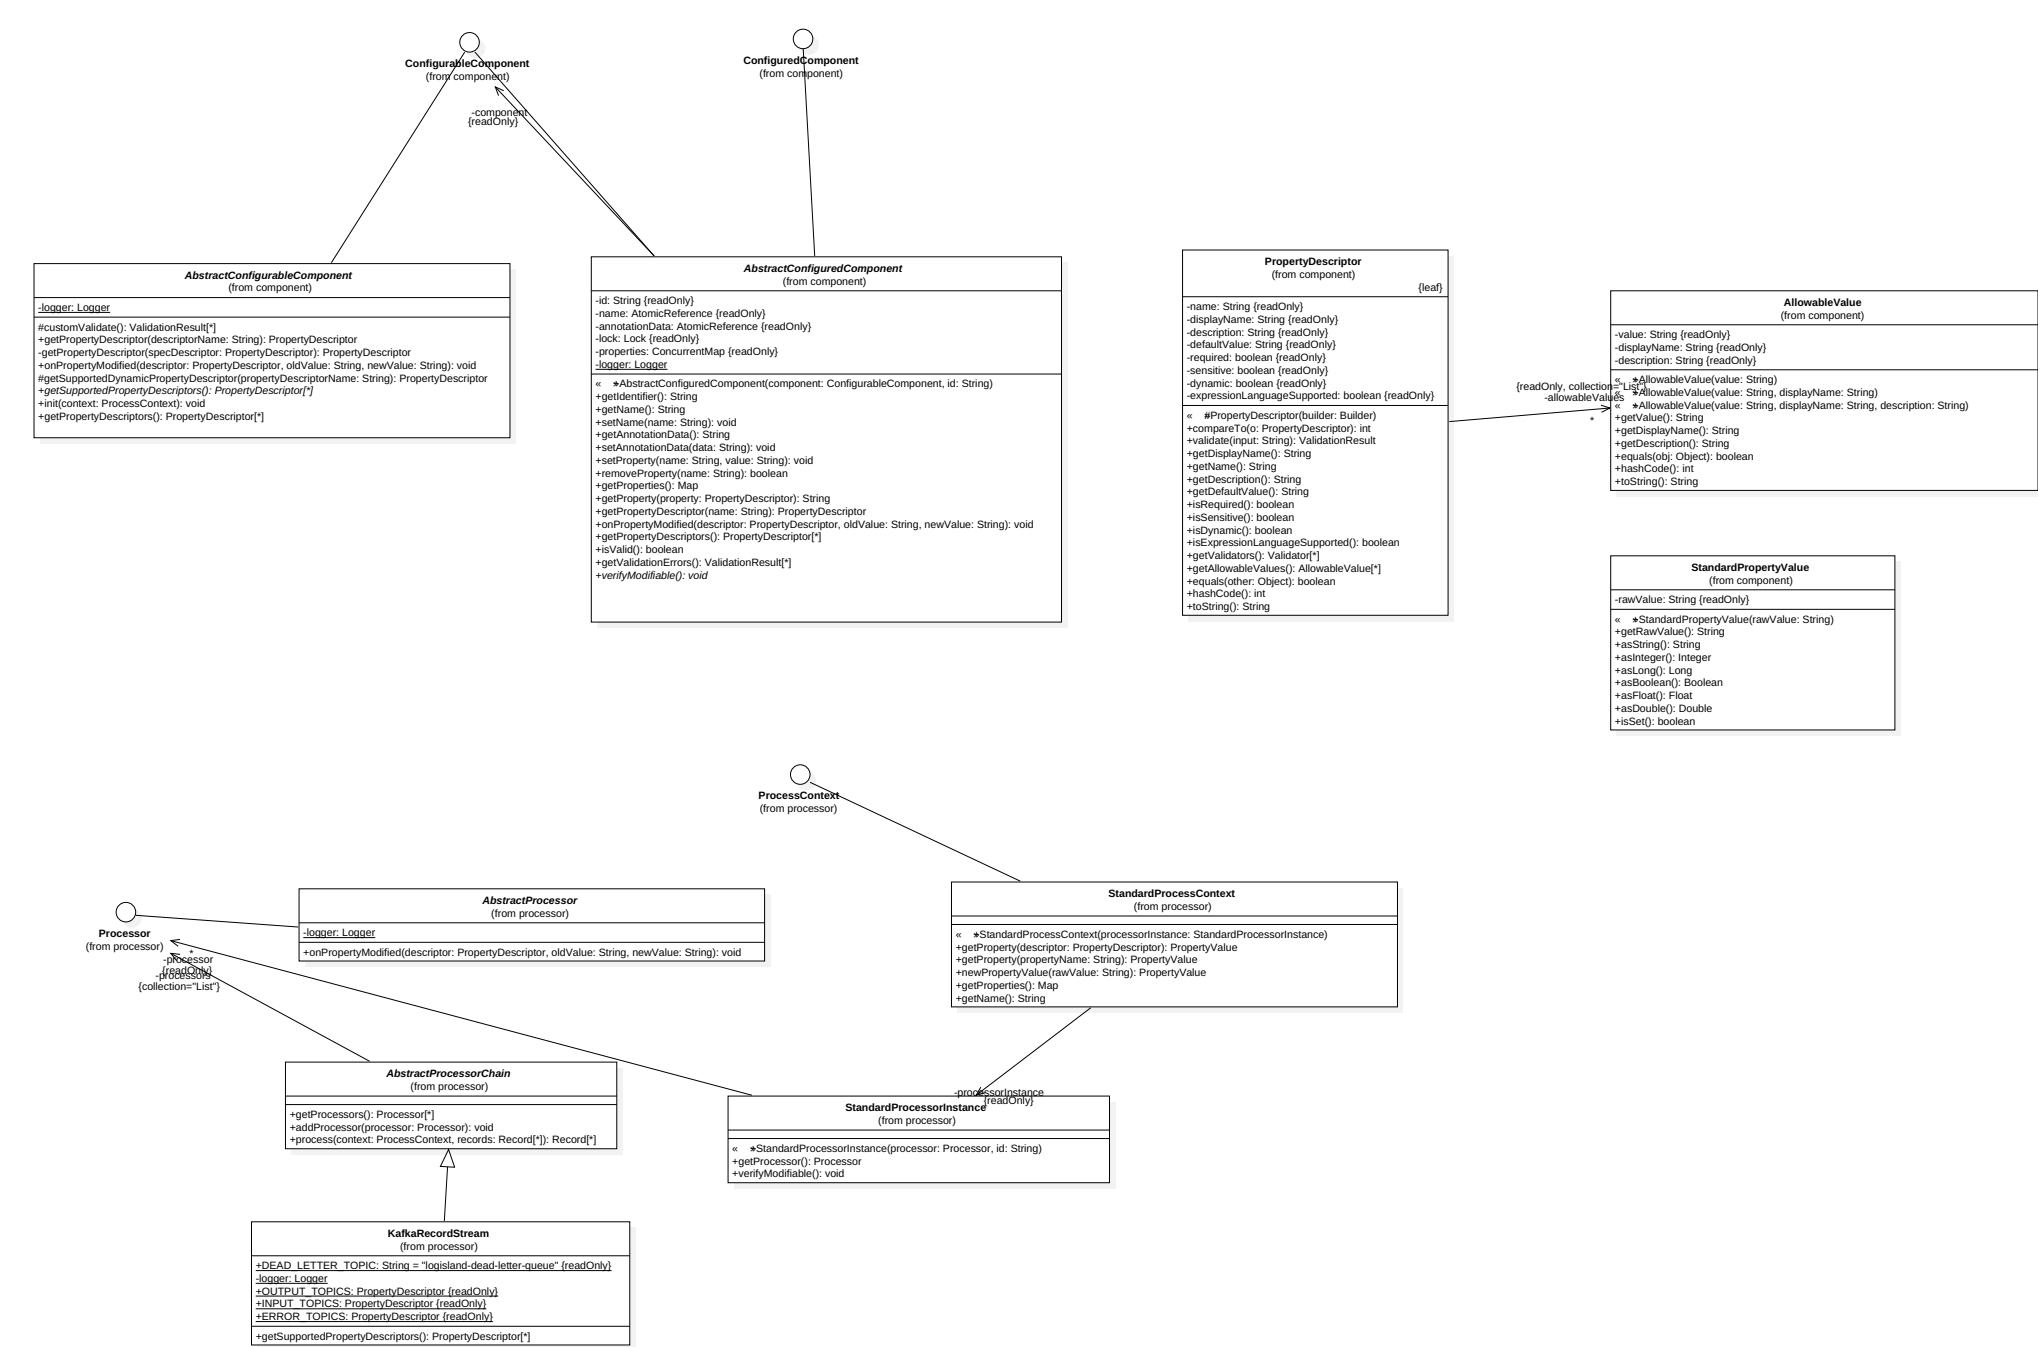 ConfigurableComponent
(from component)
-component
{readOnly}
ConfiguredComponent
(from component)
AbstractConfigurableComponent
(from component)
-logger: Logger
#customValidate(): ValidationResult[*]
+getPropertyDescriptor(descriptorName: String): PropertyDescriptor
-getPropertyDescriptor(specDescriptor: PropertyDescriptor): PropertyDescriptor
+onPropertyModified(descriptor: PropertyDescriptor, oldValue: String, newValue: String): void
#getSupportedDynamicPropertyDescriptor(propertyDescriptorName: String): PropertyDescriptor
+getSupportedPropertyDescriptors(): PropertyDescriptor[*]
+init(context: ProcessContext): void
+getPropertyDescriptors(): PropertyDescriptor[*]
AbstractConfiguredComponent
(from component)
-id: String {readOnly}
-name: AtomicReference {readOnly}
-annotationData: AtomicReference {readOnly}
-lock: Lock {readOnly}
-properties: ConcurrentMap {readOnly}
-logger: Logger
« »+AbstractConfiguredComponent(component: ConfigurableComponent, id: String)
+getIdentifier(): String
+getName(): String
+setName(name: String): void
+getAnnotationData(): String
+setAnnotationData(data: String): void
+setProperty(name: String, value: String): void
+removeProperty(name: String): boolean
+getProperties(): Map
+getProperty(property: PropertyDescriptor): String
+getPropertyDescriptor(name: String): PropertyDescriptor
+onPropertyModified(descriptor: PropertyDescriptor, oldValue: String, newValue: String): void
+getPropertyDescriptors(): PropertyDescriptor[*]
+isValid(): boolean
+getValidationErrors(): ValidationResult[*]
+verifyModifiable(): void
PropertyDescriptor
(from component)
{leaf}
-name: String {readOnly}
-displayName: String {readOnly}
-description: String {readOnly}
-defaultValue: String {readOnly}
-required: boolean {readOnly}
-sensitive: boolean {readOnly}
-dynamic: boolean {readOnly}
-expressionLanguageSupported: boolean {readOnly}
« »#PropertyDescriptor(builder: Builder)
+compareTo(o: PropertyDescriptor): int
+validate(input: String): ValidationResult
+getDisplayName(): String
+getName(): String
+getDescription(): String
+getDefaultValue(): String
+isRequired(): boolean
+isSensitive(): boolean
+isDynamic(): boolean
+isExpressionLanguageSupported(): boolean
+getValidators(): Validator[*]
+getAllowableValues(): AllowableValue[*]
+equals(other: Object): boolean
+hashCode(): int
+toString(): String
{readOnly, collection="List"}
-allowableValues
*
AllowableValue
(from component)
-value: String {readOnly}
-displayName: String {readOnly}
-description: String {readOnly}
« »+AllowableValue(value: String)
« »+AllowableValue(value: String, displayName: String)
« »+AllowableValue(value: String, displayName: String, description: String)
+getValue(): String
+getDisplayName(): String
+getDescription(): String
+equals(obj: Object): boolean
+hashCode(): int
+toString(): String
StandardPropertyValue
(from component)
-rawValue: String {readOnly}
« »+StandardPropertyValue(rawValue: String)
+getRawValue(): String
+asString(): String
+asInteger(): Integer
+asLong(): Long
+asBoolean(): Boolean
+asFloat(): Float
+asDouble(): Double
+isSet(): boolean
ProcessContext
(from processor)
Processor
(from processor)
*
-processor
{readOnly}
-processors
{collection="List"}
AbstractProcessor
(from processor)
-logger: Logger
+onPropertyModified(descriptor: PropertyDescriptor, oldValue: String, newValue: String): void
StandardProcessContext
(from processor)
« »+StandardProcessContext(processorInstance: StandardProcessorInstance)
+getProperty(descriptor: PropertyDescriptor): PropertyValue
+getProperty(propertyName: String): PropertyValue
+newPropertyValue(rawValue: String): PropertyValue
+getProperties(): Map
+getName(): String
AbstractProcessorChain
(from processor)
+getProcessors(): Processor[*]
+addProcessor(processor: Processor): void
+process(context: ProcessContext, records: Record[*]): Record[*]
-processorInstance
{readOnly}
StandardProcessorInstance
(from processor)
« »+StandardProcessorInstance(processor: Processor, id: String)
+getProcessor(): Processor
+verifyModifiable(): void
KafkaRecordStream
(from processor)
+DEAD_LETTER_TOPIC: String = "logisland-dead-letter-queue" {readOnly}
-logger: Logger
+OUTPUT_TOPICS: PropertyDescriptor {readOnly}
+INPUT_TOPICS: PropertyDescriptor {readOnly}
+ERROR_TOPICS: PropertyDescriptor {readOnly}
+getSupportedPropertyDescriptors(): PropertyDescriptor[*]